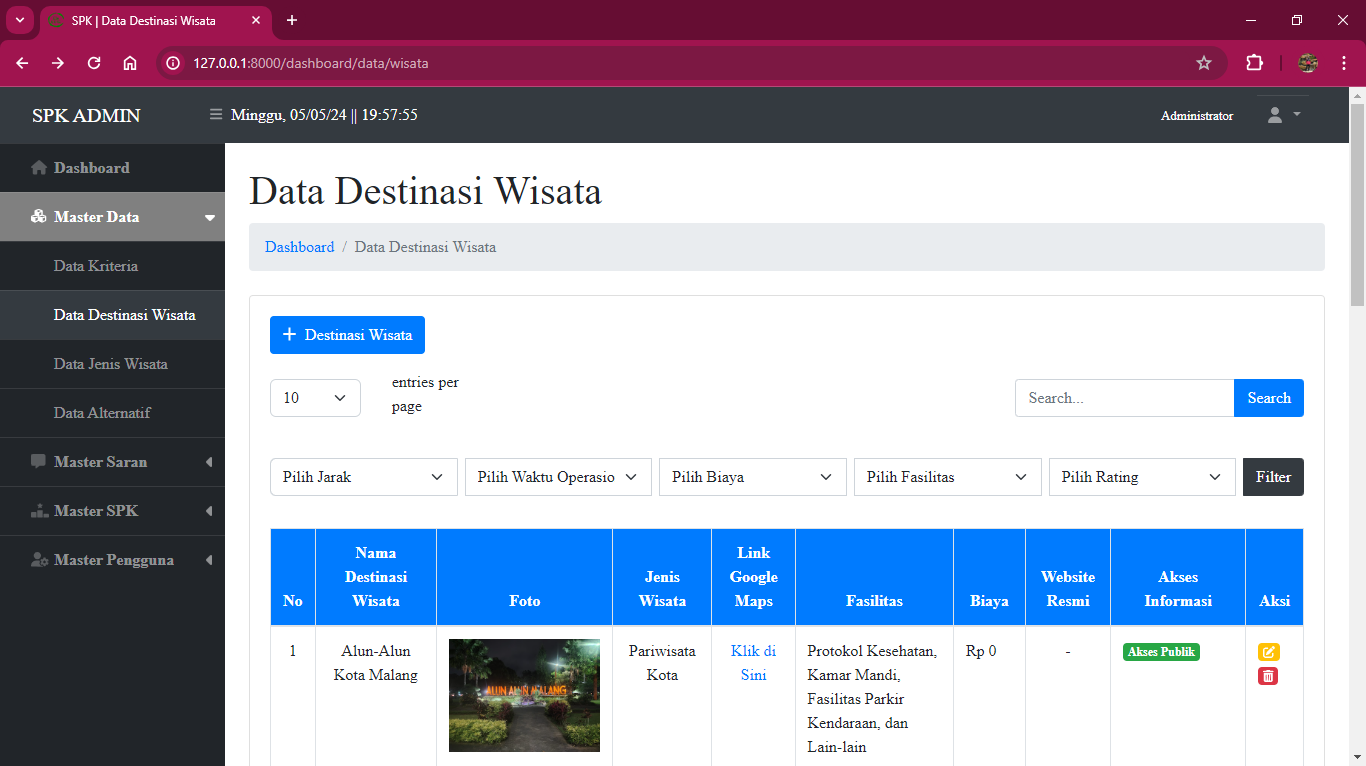 SPK | Data Destinasi Wisata
127.0.0.1:8000/dashboard/data/wisata
SPK ADMIN
Minggu, 05/05/24 || 19:57:55
Administrator
Dashboard
Master Data
Data Kriteria
Data Destinasi Wisata
Data Jenis Wisata
Data Alternatif
Master Saran
Master SPK
Master Pengguna
Data Destinasi Wisata
Dashboard / Data Destinasi Wisata
+ Destinasi Wisata
10
entries per
page
Search...
Search
Pilih Jarak
Pilih Waktu Operasio
Pilih Biaya
Pilih Fasilitas
Pilih Rating
Filter
No
Nama
Destinasi
Wisata
Foto
Jenis
Wisata
Link
Google
Maps
Fasilitas
Biaya
Website
Resmi
Akses
Informasi
Aksi
1
Alun-Alun
Kota Malang
ALUN ALUN MALANG
Pariwisata
Kota
Klik di
Sini
Protokol Kesehatan,
Kamar Mandi,
Fasilitas Parkir
Kendaraan, dan
Lain-lain
Rp 0
-
Akses Publik